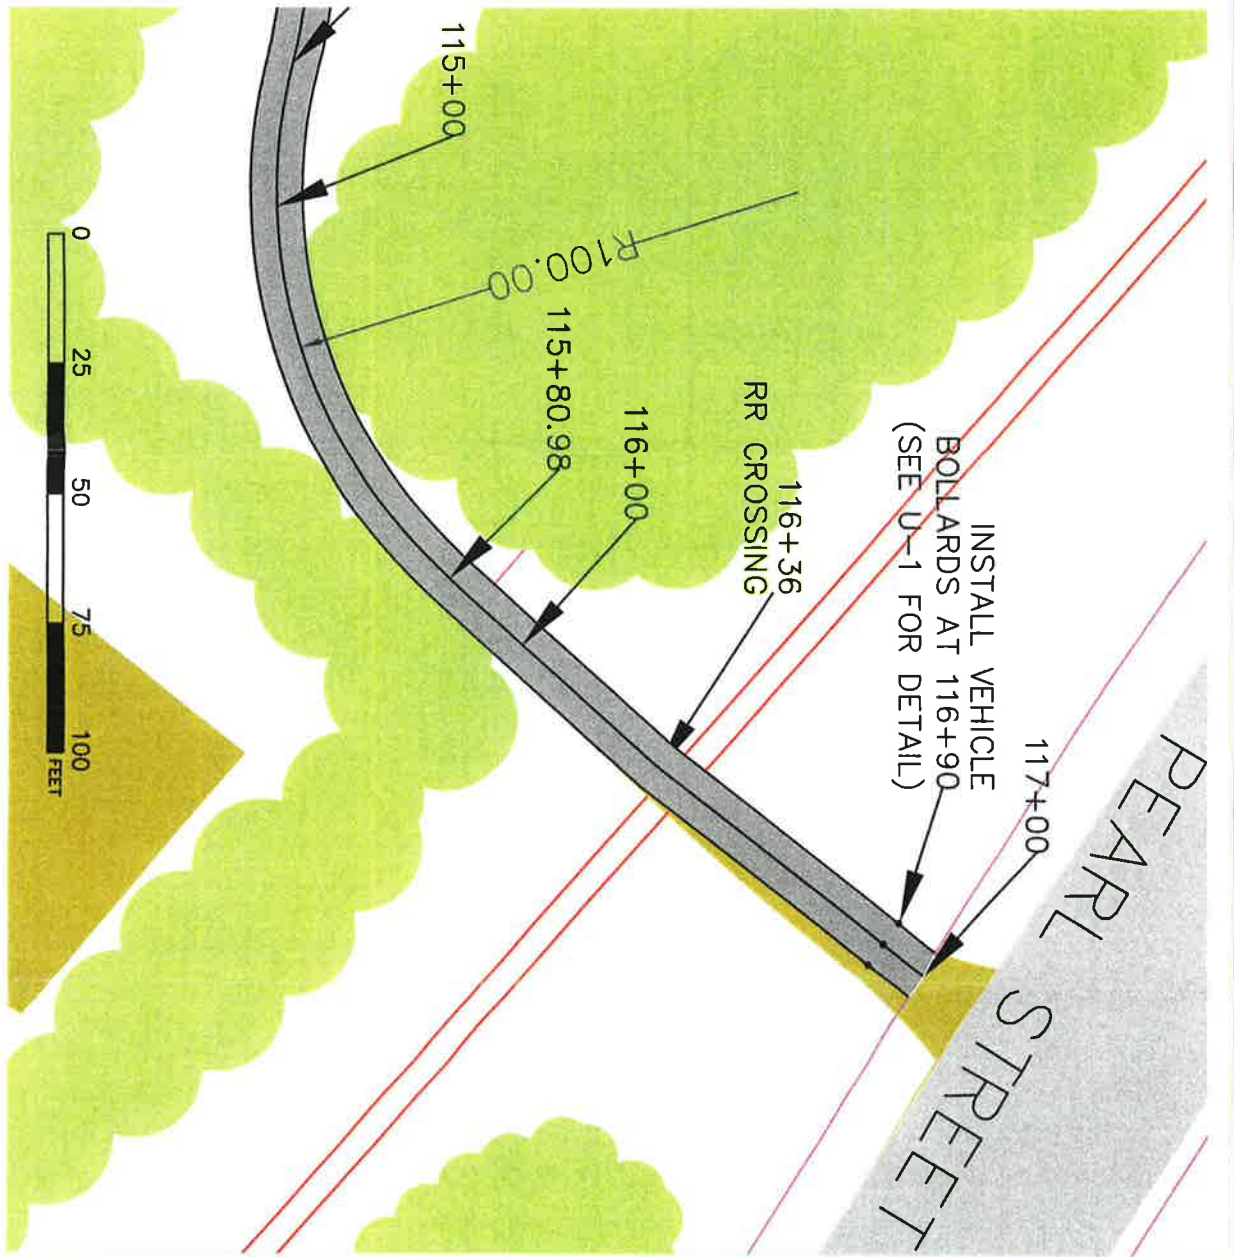 PEARL STREET
117+00
INSTALL VEHICLE
BOLLARDS AT 116+90
(SEE U-1 FOR DETAIL)
116+36
RR CROSSING
116+00
115+80.98
R100.00
115+00
0 25 50 75 100
FEET